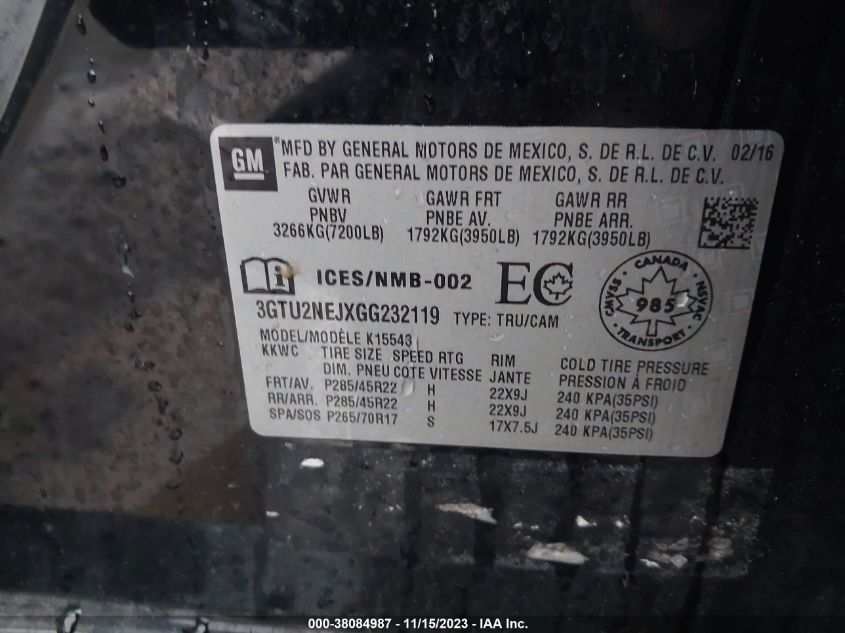 GM
MFD BY GENERAL MOTORS DE MEXICO, S. DE R.L. DE C.V. 02/16
FAB. PAR GENERAL MOTORS DE MEXICO, S. DE R.L. DE C.V.
GVWR GAWR FRT GAWR RR
PNBV PNBE AV. PNBE ARR.
3266KG(7200LB) 1792KG(3950LB) 1792KG(3950LB)
i ICES/NMB-002 EC
CANADA
CMVSS 985 NSVAC
TRANSPORT
3GTU2NEJXGG232119 TYPE: TRU/CAM
MODEL/MODÈLE K15543
KKWC TIRE SIZE SPEED RTG RIM COLD TIRE PRESSURE
DIM. PNEU COTE VITESSE JANTE PRESSION À FROID
FRT/AV. P285/45R22 H 22X9J 240 KPA(35PSI)
RR/ARR. P285/45R22 H 22X9J 240 KPA(35PSI)
SPA/SOS P265/70R17 S 17X7.5J 240 KPA(35PSI)
000-38084987 - 11/15/2023 - IAA Inc.